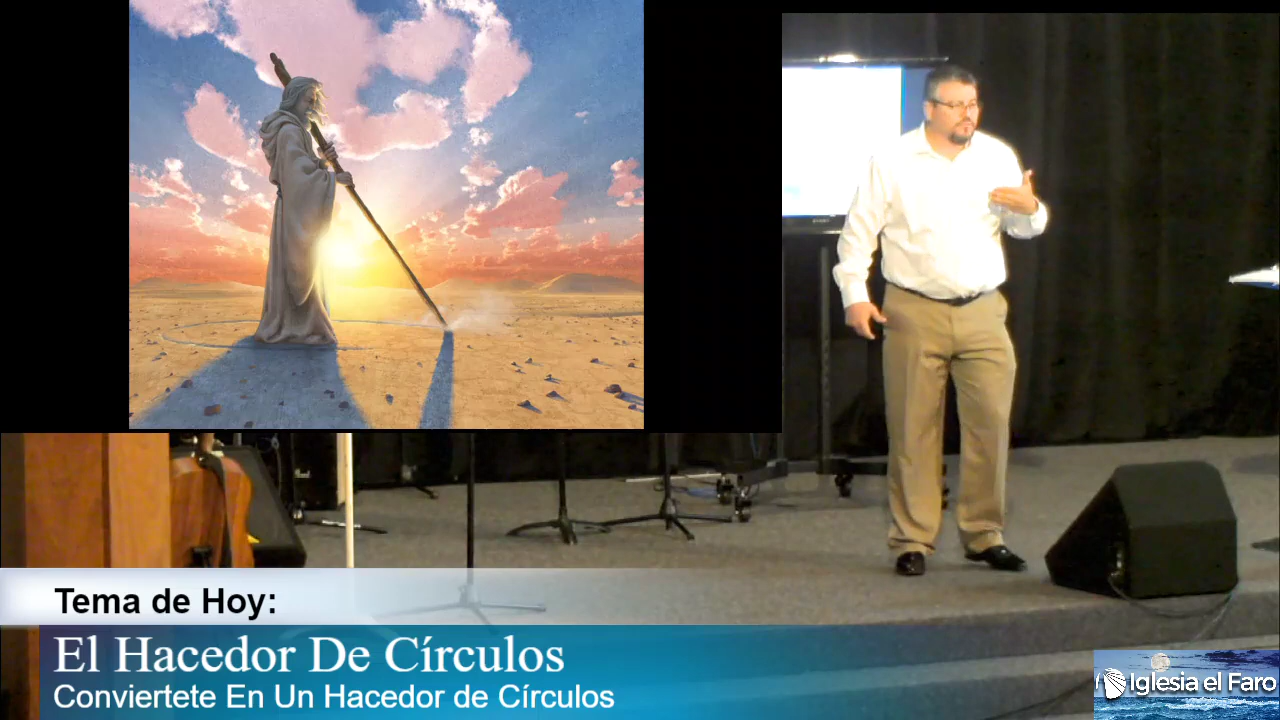 Tema de Hoy:
El Hacedor De Círculos
Conviertete En Un Hacedor de Círculos
Iglesia el Faro